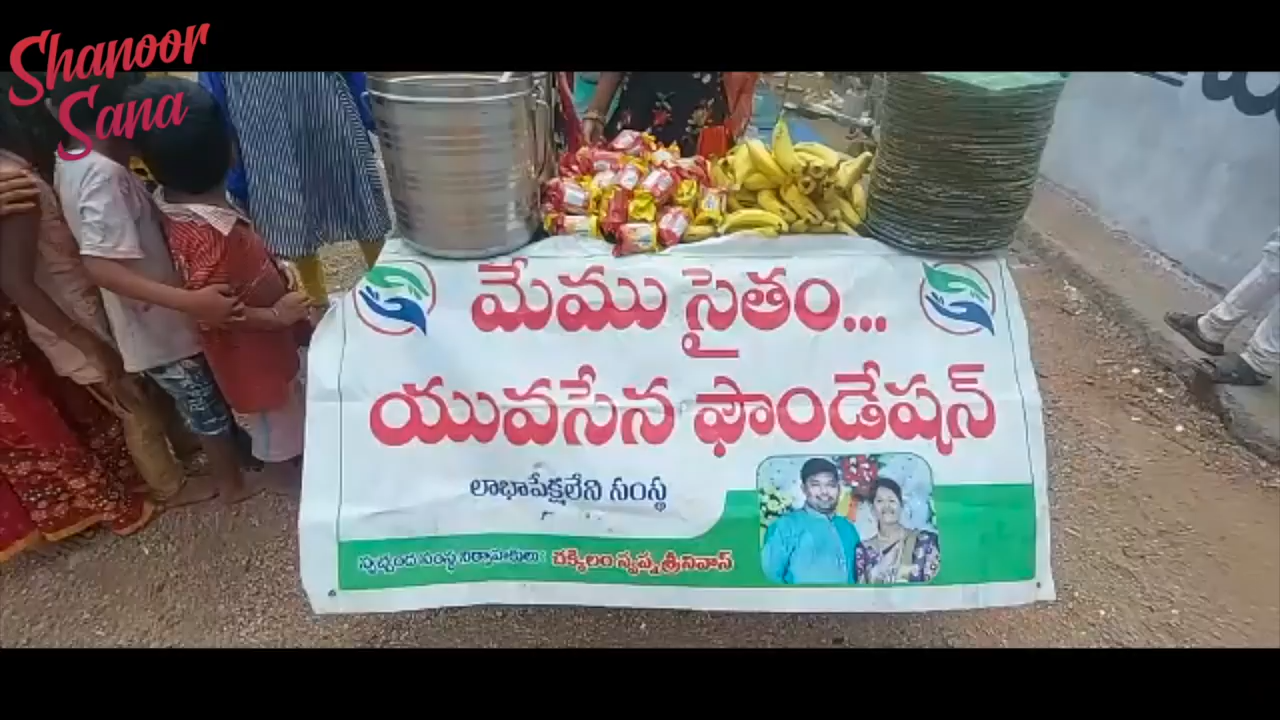 Shanoor
Sana
మేము సైతం...
యువసేన ఫౌండేషన్
లాభాపేక్షలేని సంస్థ
స్వచ్ఛంద సంస్థ నిర్వాహకులు : చక్కిలం స్వప్న శ్రీనివాస్